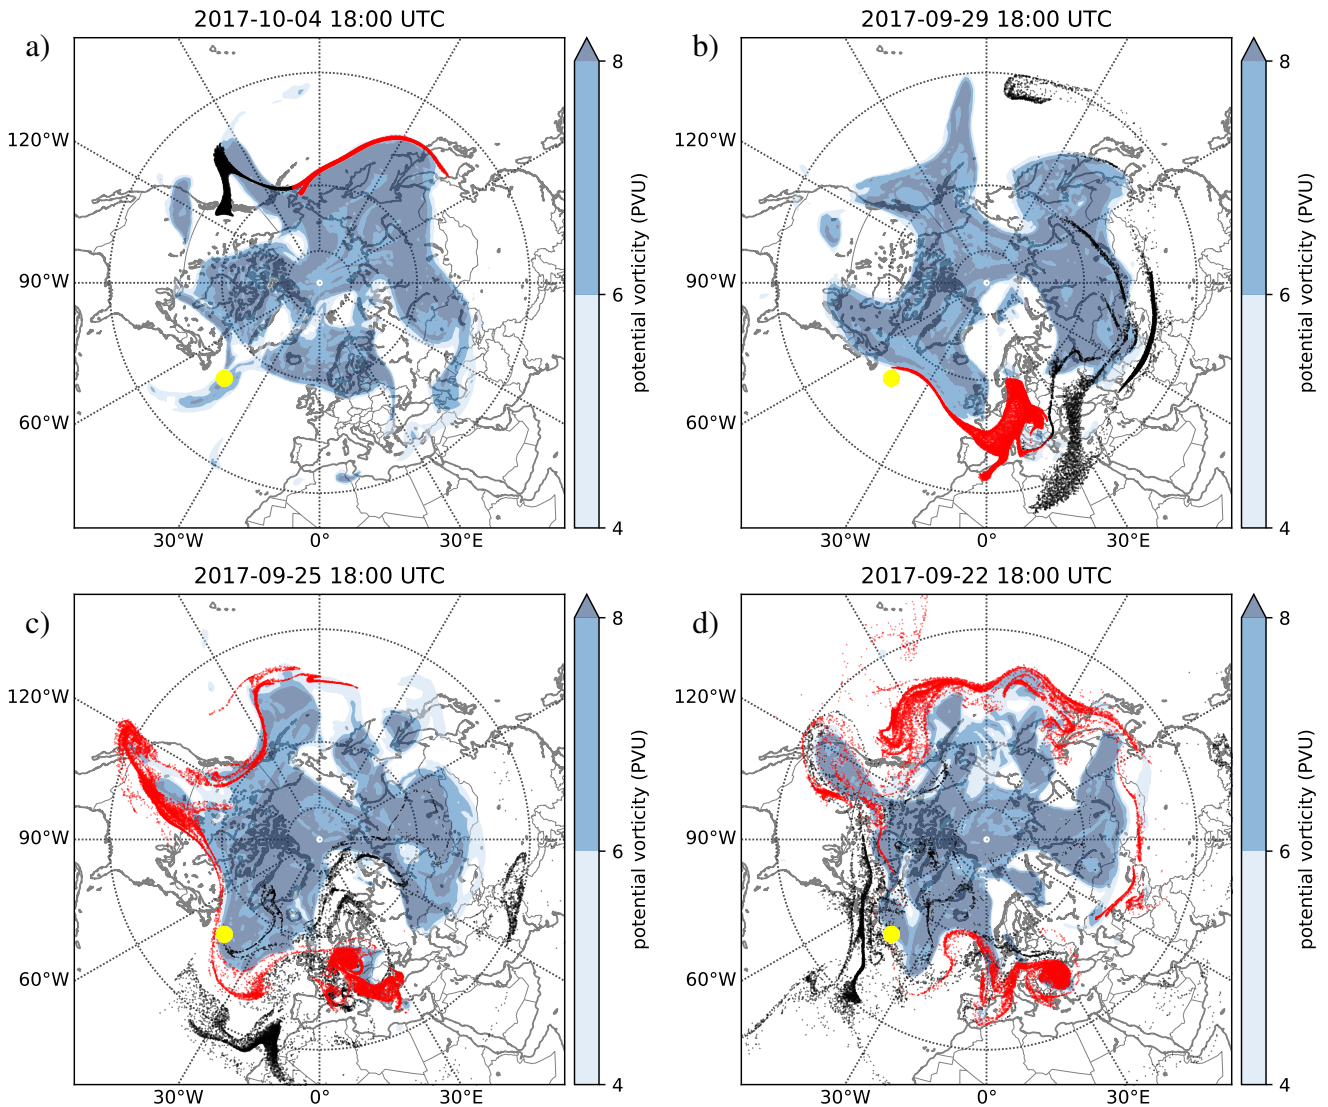 2017-10-04 18:00 UTC
2017-09-29 18:00 UTC
a)
b)
120°W
90°W
60°W
30°W
0°
30°E
8
6
4
potential vorticity (PVU)
120°W
90°W
60°W
30°W
0°
30°E
8
6
4
potential vorticity (PVU)
2017-09-25 18:00 UTC
2017-09-22 18:00 UTC
c)
d)
120°W
90°W
60°W
30°W
0°
30°E
8
6
4
potential vorticity (PVU)
120°W
90°W
60°W
30°W
0°
30°E
8
6
4
potential vorticity (PVU)